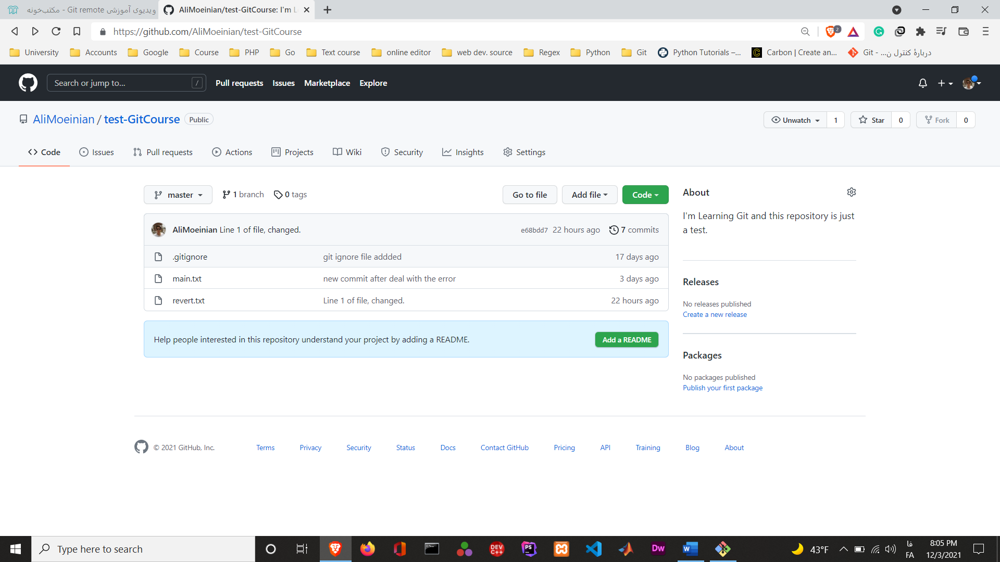 ویدیوی آموزشی Git remote - مکتب‌خونه
AliMoeinian/test-GitCourse: I'm L
https://github.com/AliMoeinian/test-GitCourse
2
University Accounts Google Course PHP Go Text course online editor web dev. source Regex Python Git Python Tutorials –... Carbon | Create an... Git - ...دربارهٔ کنترل ن
Search or jump to... / Pull requests Issues Marketplace Explore
AliMoeinian / test-GitCourse Public
Unwatch 1 Star 0 Fork 0
Code Issues Pull requests Actions Projects Wiki Security Insights Settings
master 1 branch 0 tags Go to file Add file Code
AliMoeinian Line 1 of file, changed. e68bdd7 22 hours ago 7 commits
.gitignore git ignore file addded 17 days ago
main.txt new commit after deal with the error 3 days ago
revert.txt Line 1 of file, changed. 22 hours ago
Help people interested in this repository understand your project by adding a README. Add a README
About
I'm Learning Git and this repository is just
a test.
Releases
No releases published
Create a new release
Packages
No packages published
Publish your first package
© 2021 GitHub, Inc. Terms Privacy Security Status Docs Contact GitHub Pricing API Training Blog About
Type here to search
DEV C++
PS
Dw
W
43°F
فا
FA
8:05 PM
12/3/2021